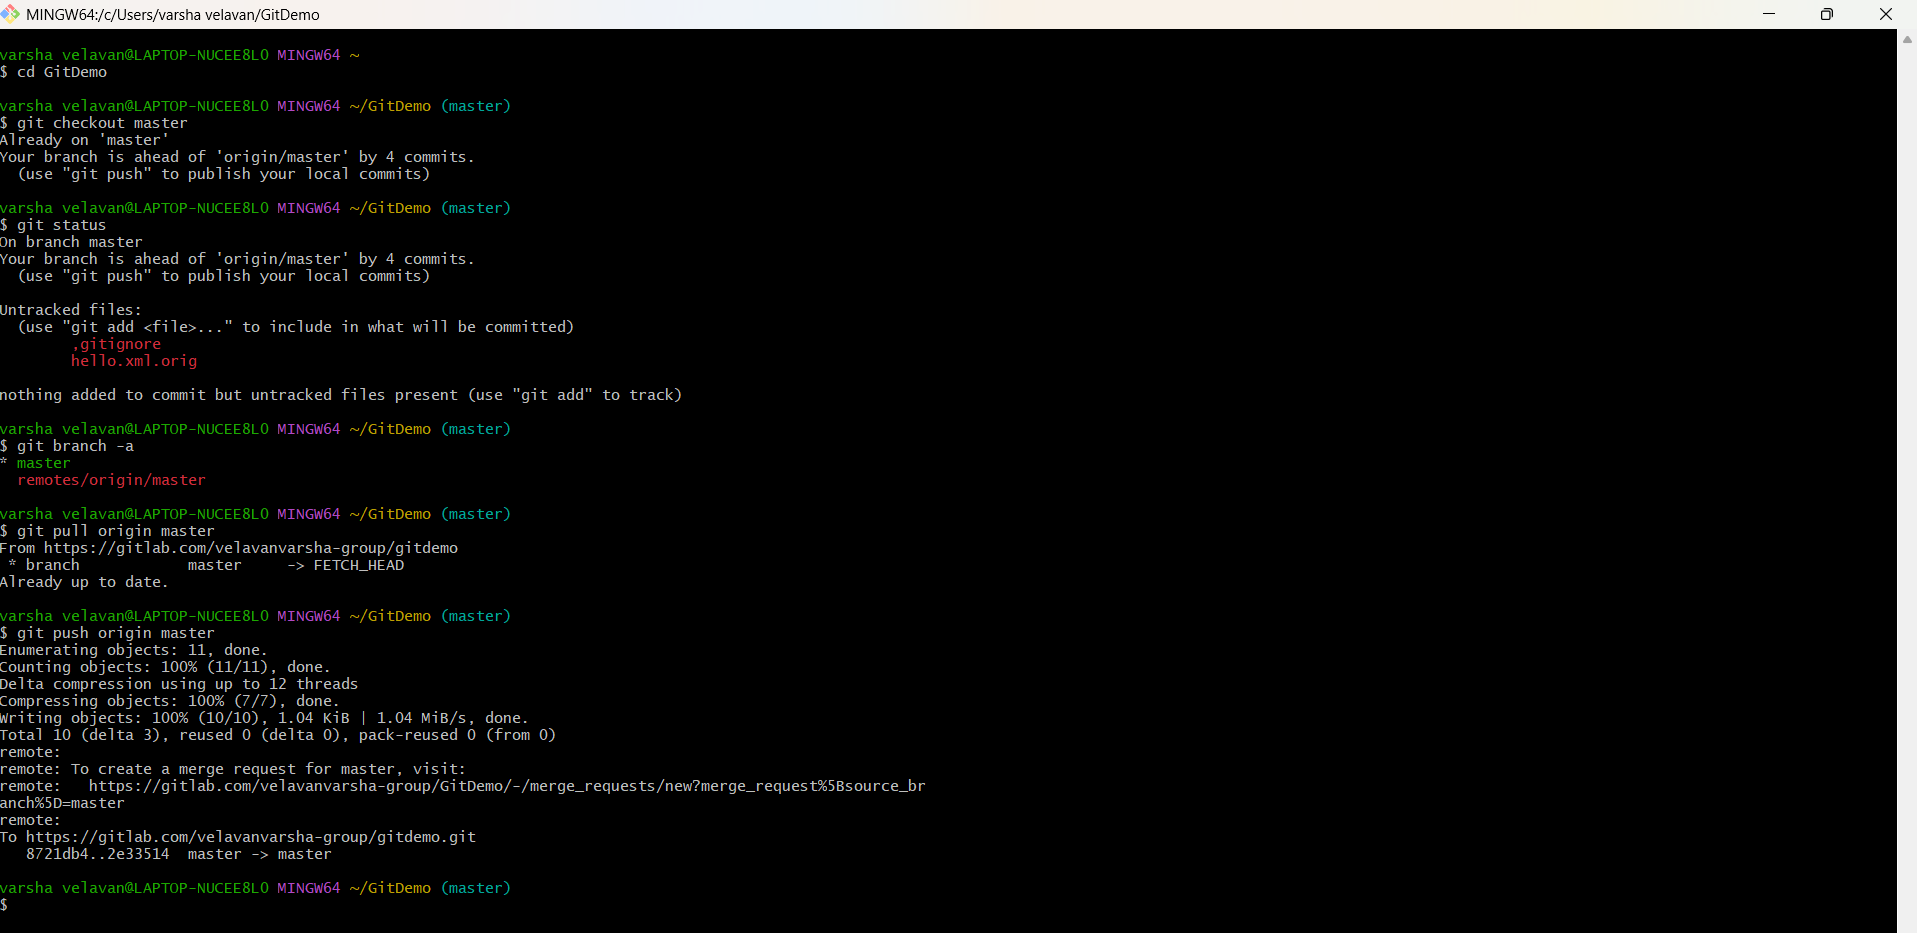 MINGW64:/c/Users/varsha velavan/GitDemo
varsha velavan@LAPTOP-NUCEE8L0 MINGW64 ~
$ cd GitDemo
varsha velavan@LAPTOP-NUCEE8L0 MINGW64 ~/GitDemo (master)
$ git checkout master
Already on 'master'
Your branch is ahead of 'origin/master' by 4 commits.
  (use "git push" to publish your local commits)
varsha velavan@LAPTOP-NUCEE8L0 MINGW64 ~/GitDemo (master)
$ git status
On branch master
Your branch is ahead of 'origin/master' by 4 commits.
  (use "git push" to publish your local commits)
Untracked files:
  (use "git add <file>..." to include in what will be committed)
        .gitignore
        hello.xml.orig
nothing added to commit but untracked files present (use "git add" to track)
varsha velavan@LAPTOP-NUCEE8L0 MINGW64 ~/GitDemo (master)
$ git branch -a
* master
  remotes/origin/master
varsha velavan@LAPTOP-NUCEE8L0 MINGW64 ~/GitDemo (master)
$ git pull origin master
From https://gitlab.com/velavanvarsha-group/gitdemo
 * branch            master     -> FETCH_HEAD
Already up to date.
varsha velavan@LAPTOP-NUCEE8L0 MINGW64 ~/GitDemo (master)
$ git push origin master
Enumerating objects: 11, done.
Counting objects: 100% (11/11), done.
Delta compression using up to 12 threads
Compressing objects: 100% (7/7), done.
Writing objects: 100% (10/10), 1.04 KiB | 1.04 MiB/s, done.
Total 10 (delta 3), reused 0 (delta 0), pack-reused 0 (from 0)
remote:
remote: To create a merge request for master, visit:
remote:   https://gitlab.com/velavanvarsha-group/GitDemo/-/merge_requests/new?merge_request%5Bsource_br
anch%5D=master
remote:
To https://gitlab.com/velavanvarsha-group/gitdemo.git
   8721db4..2e33514  master -> master
varsha velavan@LAPTOP-NUCEE8L0 MINGW64 ~/GitDemo (master)
$